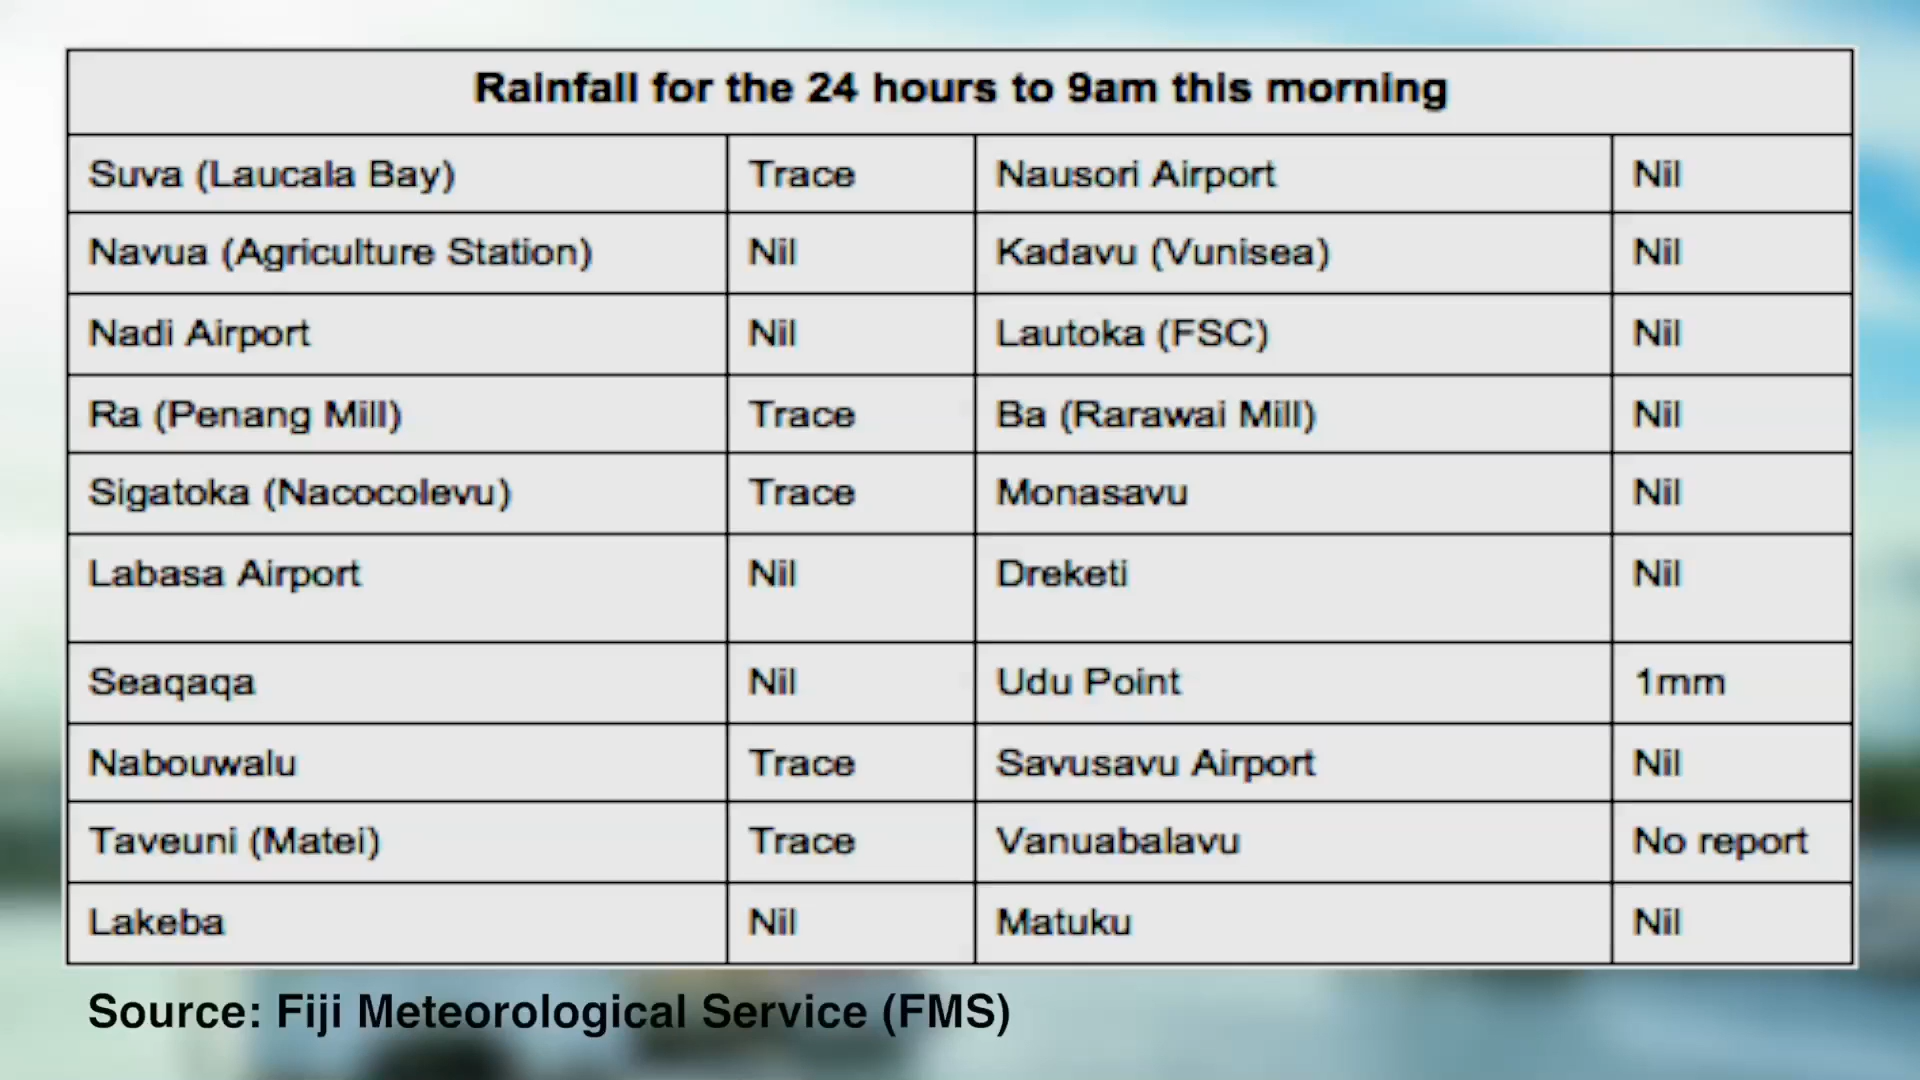 Rainfall for the 24 hours to 9am this morning
Suva (Laucala Bay) Trace Nausori Airport Nil
Navua (Agriculture Station) Nil Kadavu (Vunisea) Nil
Nadi Airport Nil Lautoka (FSC) Nil
Ra (Penang Mill) Trace Ba (Rarawai Mill) Nil
Sigatoka (Nacocolevu) Trace Monasavu Nil
Labasa Airport Nil Dreketi Nil
Seaqaqa Nil Udu Point 1mm
Nabouwalu Trace Savusavu Airport Nil
Taveuni (Matei) Trace Vanuabalavu No report
Lakeba Nil Matuku Nil
Source: Fiji Meteorological Service (FMS)